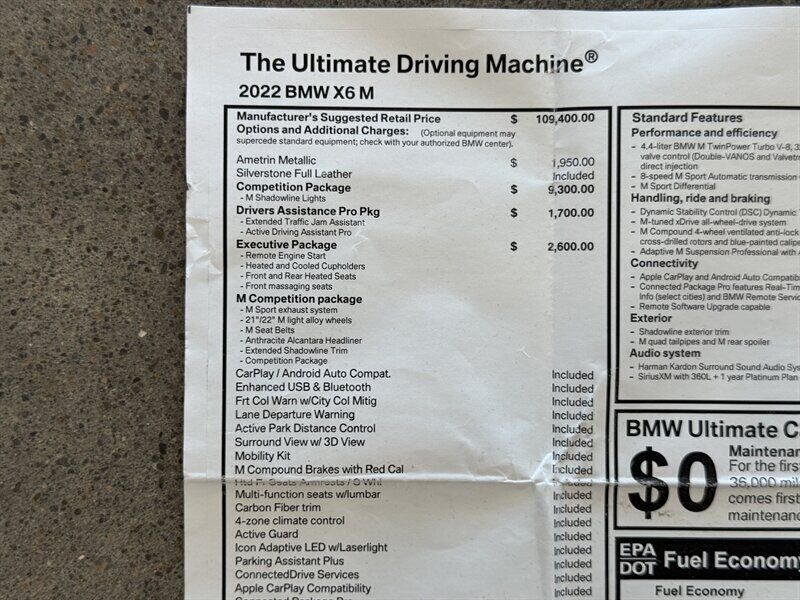 The Ultimate Driving Machine®
2022 BMW X6 M
Manufacturer's Suggested Retail Price $ 109,400.00
Options and Additional Charges: (Optional equipment may
supercede standard equipment; check with your authorized BMW center).
Ametrin Metallic $ 1,950.00
Silverstone Full Leather Included
Competition Package $ 9,300.00
- M Shadowline Lights
Drivers Assistance Pro Pkg $ 1,700.00
- Extended Traffic Jam Assistant
- Active Driving Assistant Pro
Executive Package $ 2,600.00
- Remote Engine Start
- Heated and Cooled Cupholders
- Front and Rear Heated Seats
- Front massaging seats
M Competition package
- M Sport exhaust system
- 21"/22" M light alloy wheels
- M Seat Belts
- Anthracite Alcantara Headliner
- Extended Shadowline Trim
- Competition Package
CarPlay / Android Auto Compat. Included
Enhanced USB & Bluetooth Included
Frt Col Warn w/City Col Mitig Included
Lane Departure Warning Included
Active Park Distance Control Included
Surround View w/ 3D View Included
Mobility Kit Included
M Compound Brakes with Red Cal Included
Htd Fr Seats Armrests / S Whl Included
Multi-function seats w/lumbar Included
Carbon Fiber trim Included
4-zone climate control Included
Active Guard Included
Icon Adaptive LED w/Laserlight Included
Parking Assistant Plus Included
ConnectedDrive Services Included
Apple CarPlay Compatibility Included
Standard Features
Performance and efficiency
- 4.4-liter BMW M TwinPower Turbo V-8, 3
valve control (Double-VANOS and Valvet
direct injection
- 8-speed M Sport Automatic transmission
- M Sport Differential
Handling, ride and braking
- Dynamic Stability Control (DSC) Dynamic
- M-tuned xDrive all-wheel-drive system
- M Compound 4-wheel ventilated anti-lock
cross-drilled rotors and blue-painted calipe
- Adaptive M Suspension Professional with
Connectivity
- Apple CarPlay and Android Auto Compatib
- Connected Package Pro features Real-Tim
Info (select cities) and BMW Remote Servic
- Remote Software Upgrade capable
Exterior
- Shadowline exterior trim
- M quad tailpipes and M rear spoiler
Audio system
- Harman Kardon Surround Sound Audio Sys
- SiriusXM with 360L + 1 year Platinum Plan
BMW Ultimate C
$0 Maintenan
For the firs
36,000 mil
comes first
maintenanc
EPA
DOT Fuel Economy
Fuel Economy